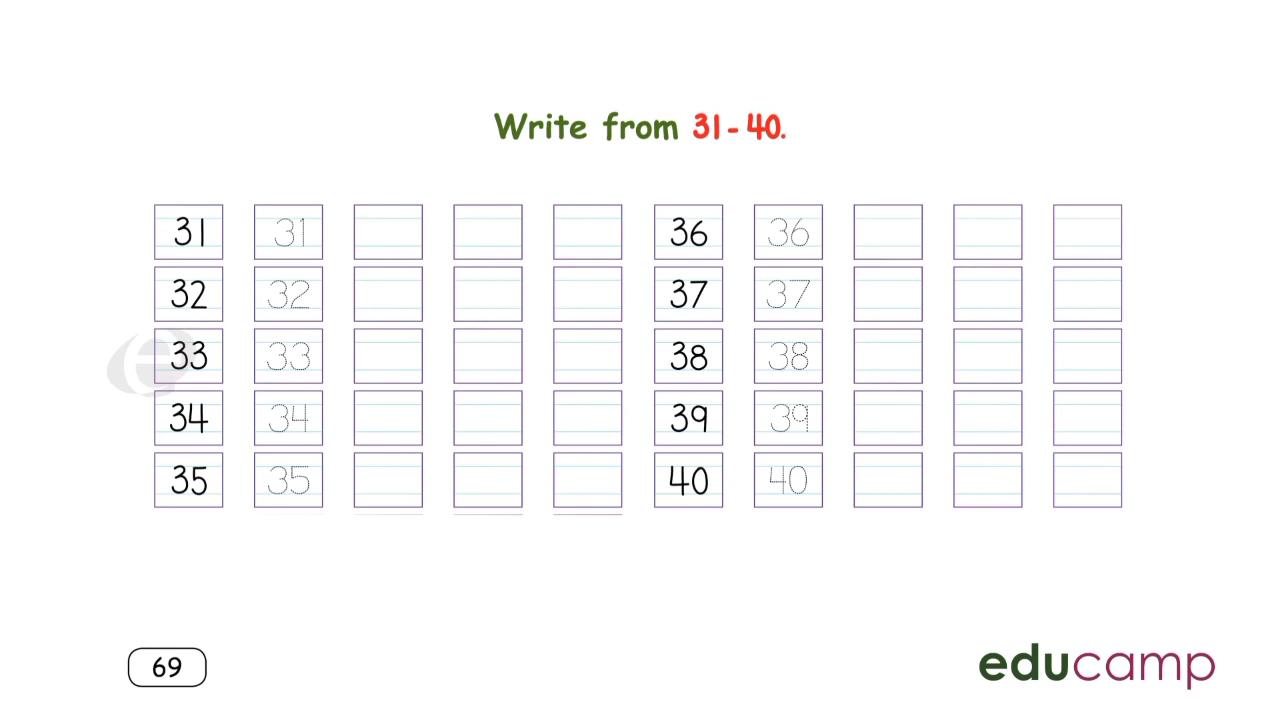 Write from 31-40.
31 31 36 36
32 32 37 37
33 33 38 38
34 34 39 39
35 35 40 40
69
educamp